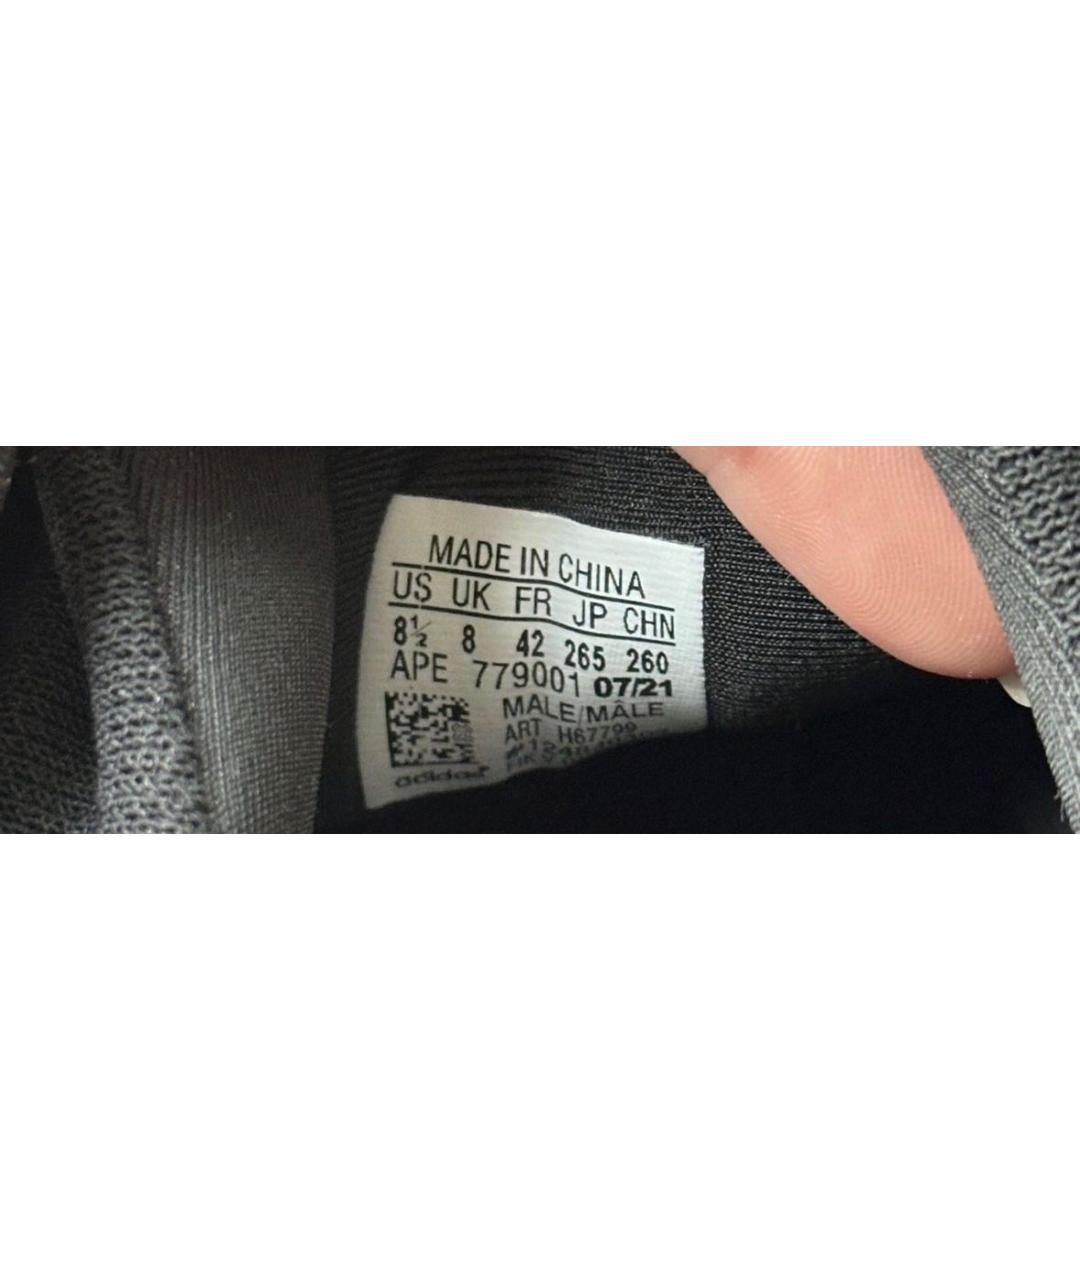 MADE IN CHINA
US UK FR JP CHN
8½ 8 42 265 260
APE 779001 07/21
MALE/MÂLE
ART H67799
adidas